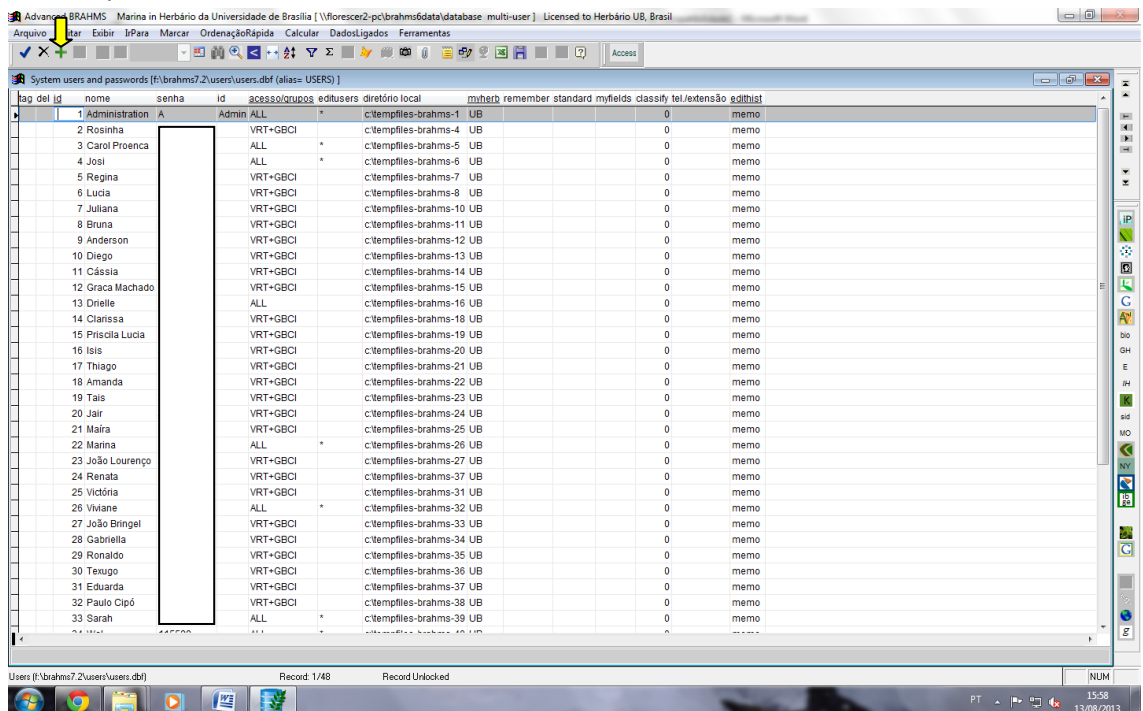 Advanced BRAHMS Marina in Herbário da Universidade de Brasília [ \\florescer2-pc\brahms6data\database multi-user ] Licensed to Herbário UB, Brasil
Arquivo Exibir IrPara Marcar OrdenaçãoRápida Calcular DadosLigados Ferramentas
Access
System users and passwords [f:\brahms7.2\users\users.dbf (alias= USERS) ]
tag del id nome senha id acesso/grupos editusers diretório local myherb remember standard myfields classify tel./extensão edithist
1 Administration A Admin ALL * c:\tempfiles-brahms-1 UB 0 memo
2 Rosinha VRT+GBCI c:\tempfiles-brahms-4 UB 0 memo
3 Carol Proenca ALL * c:\tempfiles-brahms-5 UB 0 memo
4 Josi ALL * c:\tempfiles-brahms-6 UB 0 memo
5 Regina VRT+GBCI c:\tempfiles-brahms-7 UB 0 memo
6 Lucia VRT+GBCI c:\tempfiles-brahms-8 UB 0 memo
7 Juliana VRT+GBCI c:\tempfiles-brahms-10 UB 0 memo
8 Bruna VRT+GBCI c:\tempfiles-brahms-11 UB 0 memo
9 Anderson VRT+GBCI c:\tempfiles-brahms-12 UB 0 memo
10 Diego VRT+GBCI c:\tempfiles-brahms-13 UB 0 memo
11 Cássia VRT+GBCI c:\tempfiles-brahms-14 UB 0 memo
12 Graca Machado VRT+GBCI c:\tempfiles-brahms-15 UB 0 memo
13 Drielle ALL c:\tempfiles-brahms-16 UB 0 memo
14 Clarissa VRT+GBCI c:\tempfiles-brahms-18 UB 0 memo
15 Priscila Lucia VRT+GBCI c:\tempfiles-brahms-19 UB 0 memo
16 Isis VRT+GBCI c:\tempfiles-brahms-20 UB 0 memo
17 Thiago VRT+GBCI c:\tempfiles-brahms-21 UB 0 memo
18 Amanda VRT+GBCI c:\tempfiles-brahms-22 UB 0 memo
19 Tais VRT+GBCI c:\tempfiles-brahms-23 UB 0 memo
20 Jair VRT+GBCI c:\tempfiles-brahms-24 UB 0 memo
21 Maíra VRT+GBCI c:\tempfiles-brahms-25 UB 0 memo
22 Marina ALL * c:\tempfiles-brahms-26 UB 0 memo
23 João Lourenço VRT+GBCI c:\tempfiles-brahms-27 UB 0 memo
24 Renata VRT+GBCI c:\tempfiles-brahms-37 UB 0 memo
25 Victória VRT+GBCI c:\tempfiles-brahms-31 UB 0 memo
26 Viviane ALL * c:\tempfiles-brahms-32 UB 0 memo
27 João Bringel VRT+GBCI c:\tempfiles-brahms-33 UB 0 memo
28 Gabriella VRT+GBCI c:\tempfiles-brahms-34 UB 0 memo
29 Ronaldo VRT+GBCI c:\tempfiles-brahms-35 UB 0 memo
30 Texugo VRT+GBCI c:\tempfiles-brahms-36 UB 0 memo
31 Eduarda VRT+GBCI c:\tempfiles-brahms-37 UB 0 memo
32 Paulo Cipó VRT+GBCI c:\tempfiles-brahms-38 UB 0 memo
33 Sarah ALL * c:\tempfiles-brahms-39 UB 0 memo
iP
G
bio
GH
E
IH
K
sid
MO
NY
ib
ge
G
g
Users (f:\brahms7.2\users\users.dbf) Record: 1/48 Record Unlocked NUM
PT 15:58
13/08/2013